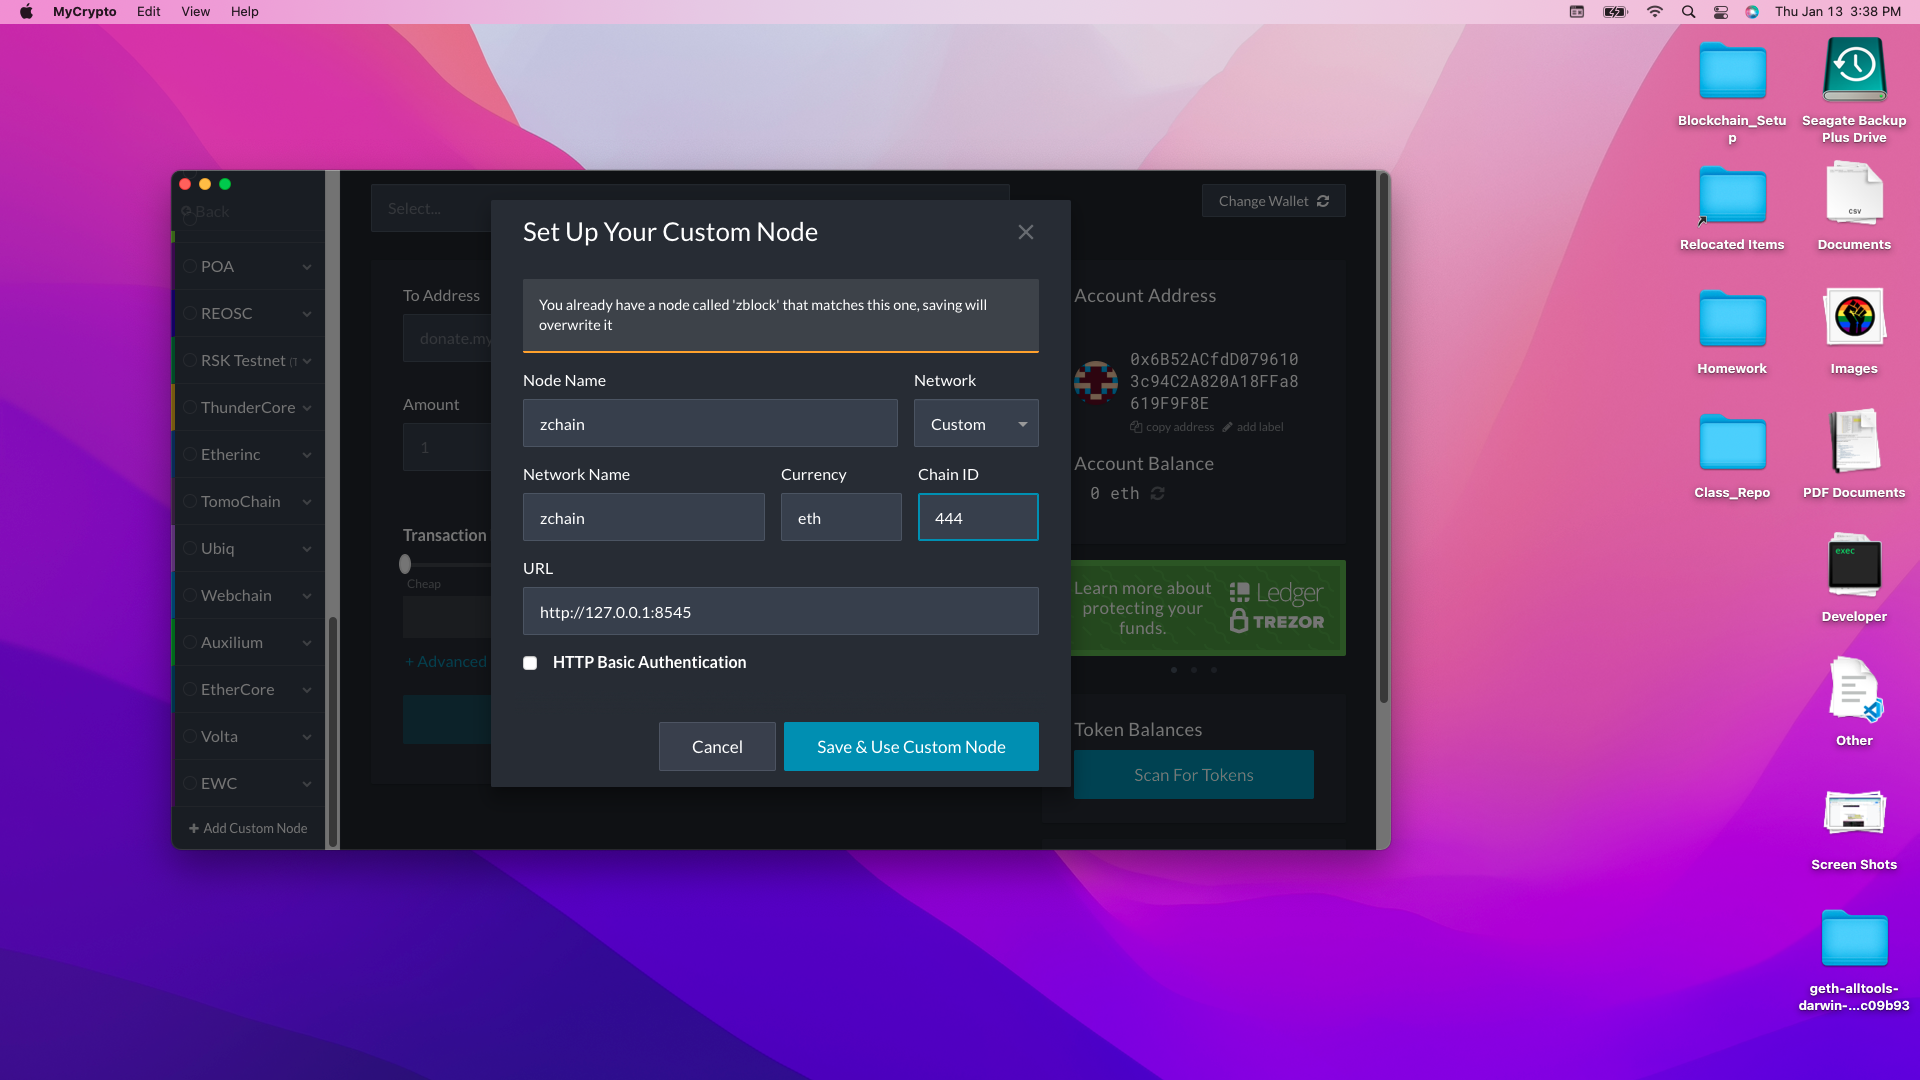 MyCrypto Edit View Help
Thu Jan 13 3:38 PM
Back
POA
REOSC
RSK Testnet (T
ThunderCore
Etherinc
TomoChain
Ubiq
Webchain
Auxilium
EtherCore
Volta
EWC
+ Add Custom Node
Select...
Change Wallet
To Address
donate.my
Amount
1
Transaction
Cheap
+ Advanced
Set Up Your Custom Node
You already have a node called 'zblock' that matches this one, saving will
overwrite it
Node Name
Network
zchain
Custom
Network Name
Currency
Chain ID
zchain
eth
444
URL
http://127.0.0.1:8545
HTTP Basic Authentication
Cancel
Save & Use Custom Node
Account Address
0x6B52ACfdD079610
3c94C2A820A18FFa8
619F9F8E
copy address
add label
Account Balance
0 eth
Learn more about
protecting your
funds.
Ledger
TREZOR
Token Balances
Scan For Tokens
Blockchain_Setu
p
Seagate Backup
Plus Drive
Relocated Items
CSV
Documents
Homework
Images
Class_Repo
PDF Documents
exec
Developer
Other
Screen Shots
geth-alltools-
darwin-...c09b93